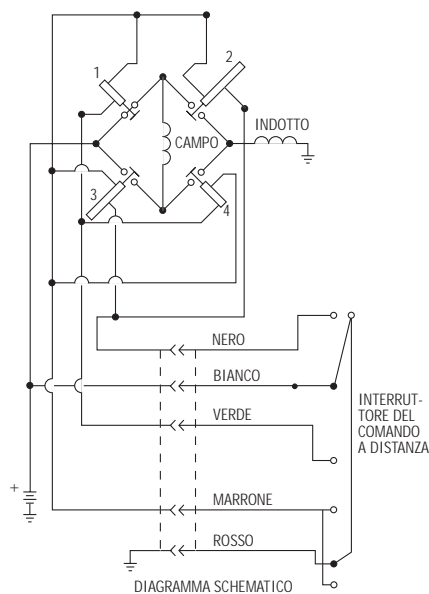 1
2
INDOTTO
CAMPO
3
4
NERO
BIANCO
INTERRUT-
TORE DEL
COMANDO
A DISTANZA
VERDE
+
MARRONE
ROSSO
DIAGRAMMA SCHEMATICO